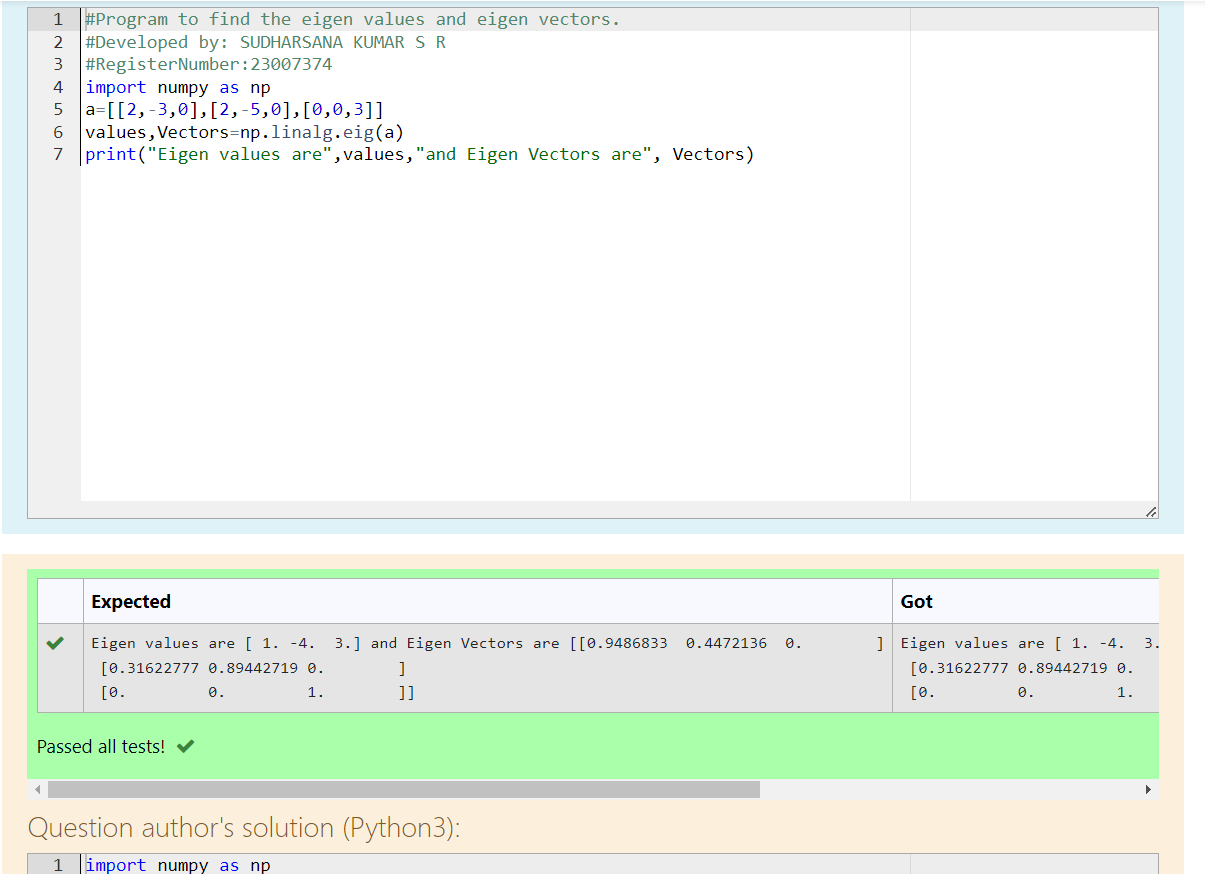 1 #Program to find the eigen values and eigen vectors.
2 #Developed by: SUDHARSANA KUMAR S R
3 #RegisterNumber:23007374
4 import numpy as np
5 a=[[2,-3,0],[2,-5,0],[0,0,3]]
6 values,Vectors=np.linalg.eig(a)
7 print("Eigen values are",values,"and Eigen Vectors are", Vectors)
Expected Got
Eigen values are [ 1. -4.  3.] and Eigen Vectors are [[0.9486833  0.4472136  0.        ] Eigen values are [ 1. -4.  3.
[0.31622777 0.89442719 0.        ] [0.31622777 0.89442719 0.
[0.         0.         1.        ]] [0.         0.         1.
Passed all tests!
Question author's solution (Python3):
1 import numpy as np